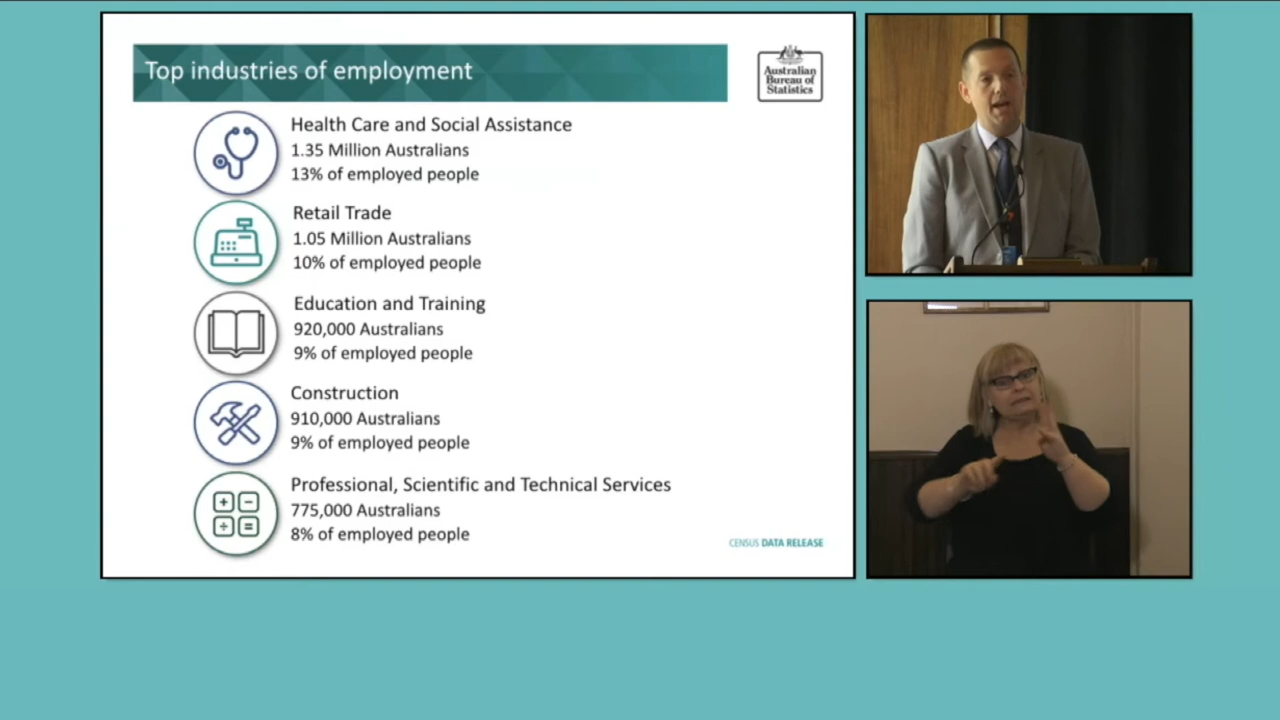 Top industries of employment
Australian
Bureau of
Statistics
Health Care and Social Assistance
1.35 Million Australians
13% of employed people
Retail Trade
1.05 Million Australians
10% of employed people
Education and Training
920,000 Australians
9% of employed people
Construction
910,000 Australians
9% of employed people
Professional, Scientific and Technical Services
775,000 Australians
8% of employed people
CENSUS DATA RELEASE